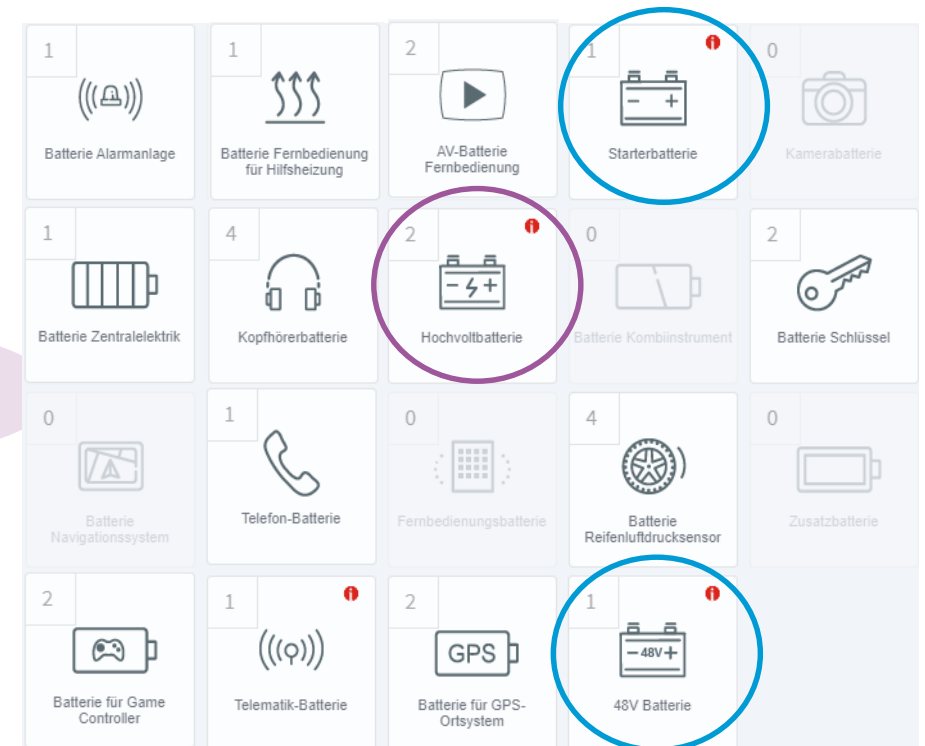 1
Batterie Alarmanlage
1
Batterie Fernbedienung
für Hilfsheizung
2
AV-Batterie
Fernbedienung
1
- +
Starterbatterie
0
Kamerabatterie
1
Batterie Zentralelektrik
4
Kopfhörerbatterie
2
- +
Hochvoltbatterie
0
Batterie Kombiinstrument
2
Batterie Schlüssel
0
Batterie
Navigationssystem
1
Telefon-Batterie
0
Fernbedienungsbatterie
4
Batterie
Reifenluftdrucksensor
0
Zusatzbatterie
2
Batterie für Game
Controller
1
Telematik-Batterie
2
GPS
Batterie für GPS-
Ortsystem
1
-48V+
48V Batterie